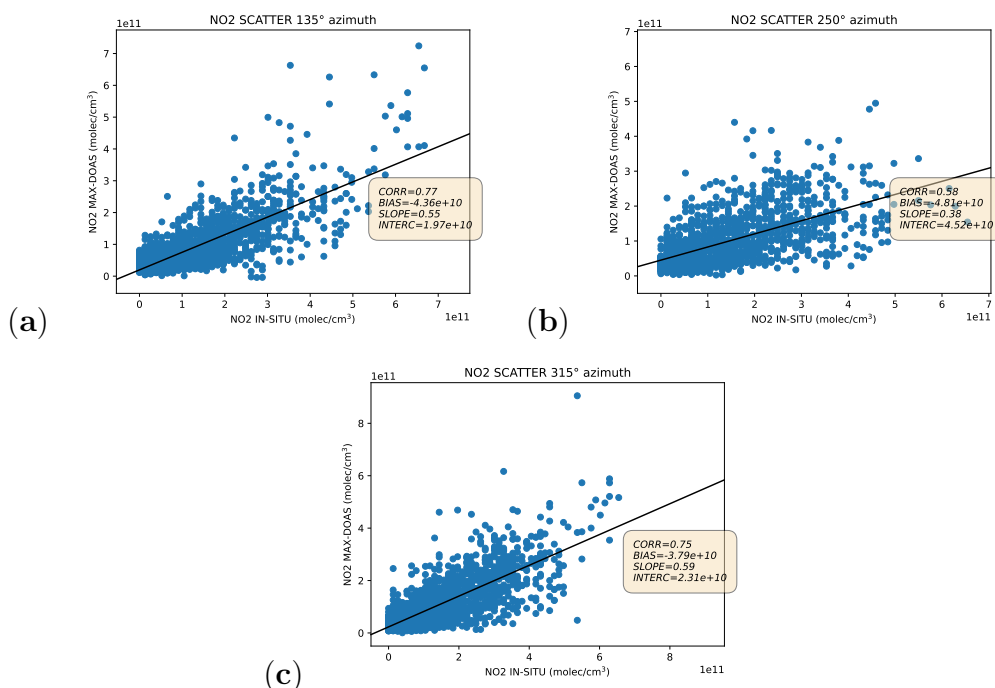 NO2 SCATTER 135° azimuth
1e11
7
6
5
4
3
2
1
0
NO2 MAX-DOAS (molec/cm³)
CORR=0.77
BIAS=-4.36e+10
SLOPE=0.55
INTERC=1.97e+10
0 1 2 3 4 5 6 7
NO2 IN-SITU (molec/cm³)
1e11
(a)
NO2 SCATTER 250° azimuth
1e11
7
6
5
4
3
2
1
0
NO2 MAX-DOAS (molec/cm³)
CORR=0.58
BIAS=-4.81e+10
SLOPE=0.38
INTERC=4.52e+10
0 1 2 3 4 5 6 7
NO2 IN-SITU (molec/cm³)
1e11
(b)
NO2 SCATTER 315° azimuth
1e11
8
6
4
2
0
NO2 MAX-DOAS (molec/cm³)
CORR=0.75
BIAS=-3.79e+10
SLOPE=0.59
INTERC=2.31e+10
0 2 4 6 8
NO2 IN-SITU (molec/cm³)
1e11
(c)